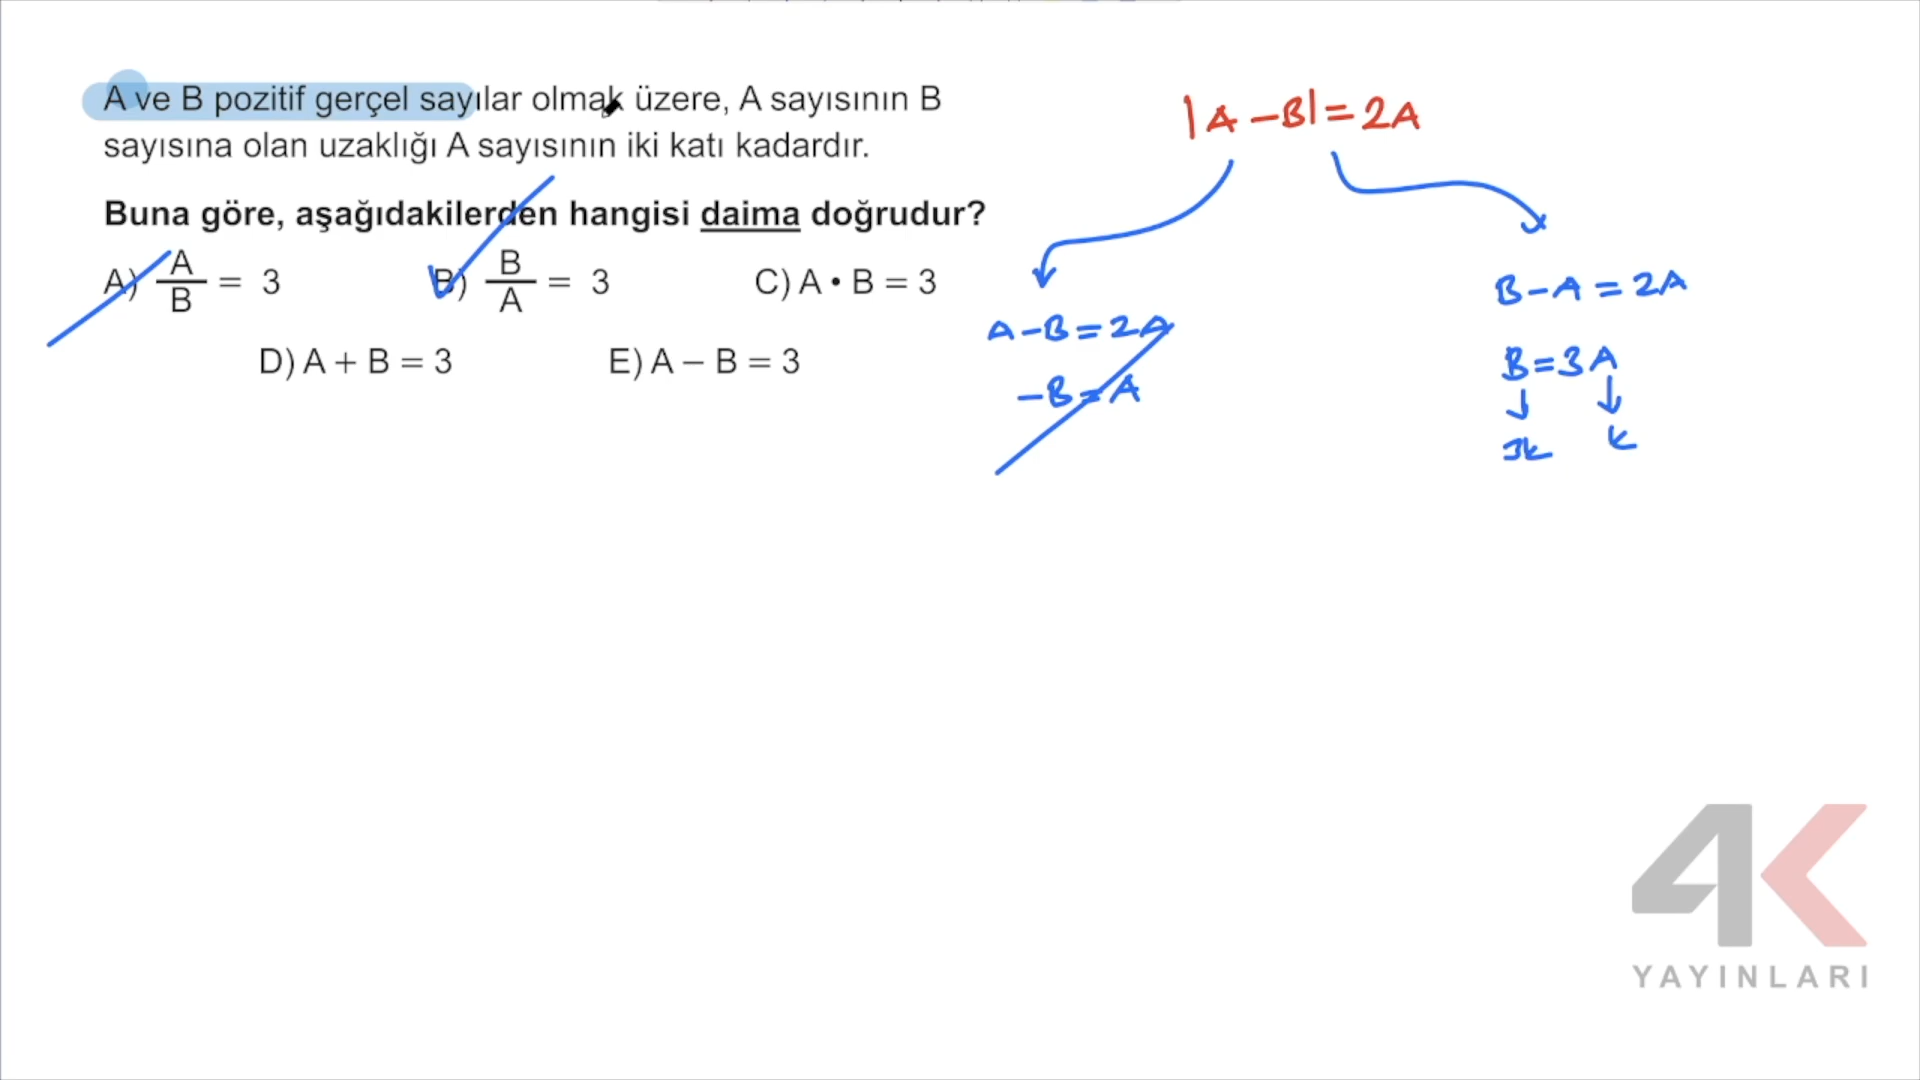 A ve B pozitif gerçel sayılar olmak üzere, A sayısının B
sayısına olan uzaklığı A sayısının iki katı kadardır.
Buna göre, aşağıdakilerden hangisi daima doğrudur?
A) A/B = 3 B) B/A = 3 C) A • B = 3
D) A + B = 3 E) A – B = 3
|A - B| = 2A
A - B = 2A
-B = A
B - A = 2A
B = 3A
3k k
4K
YAYINLARI